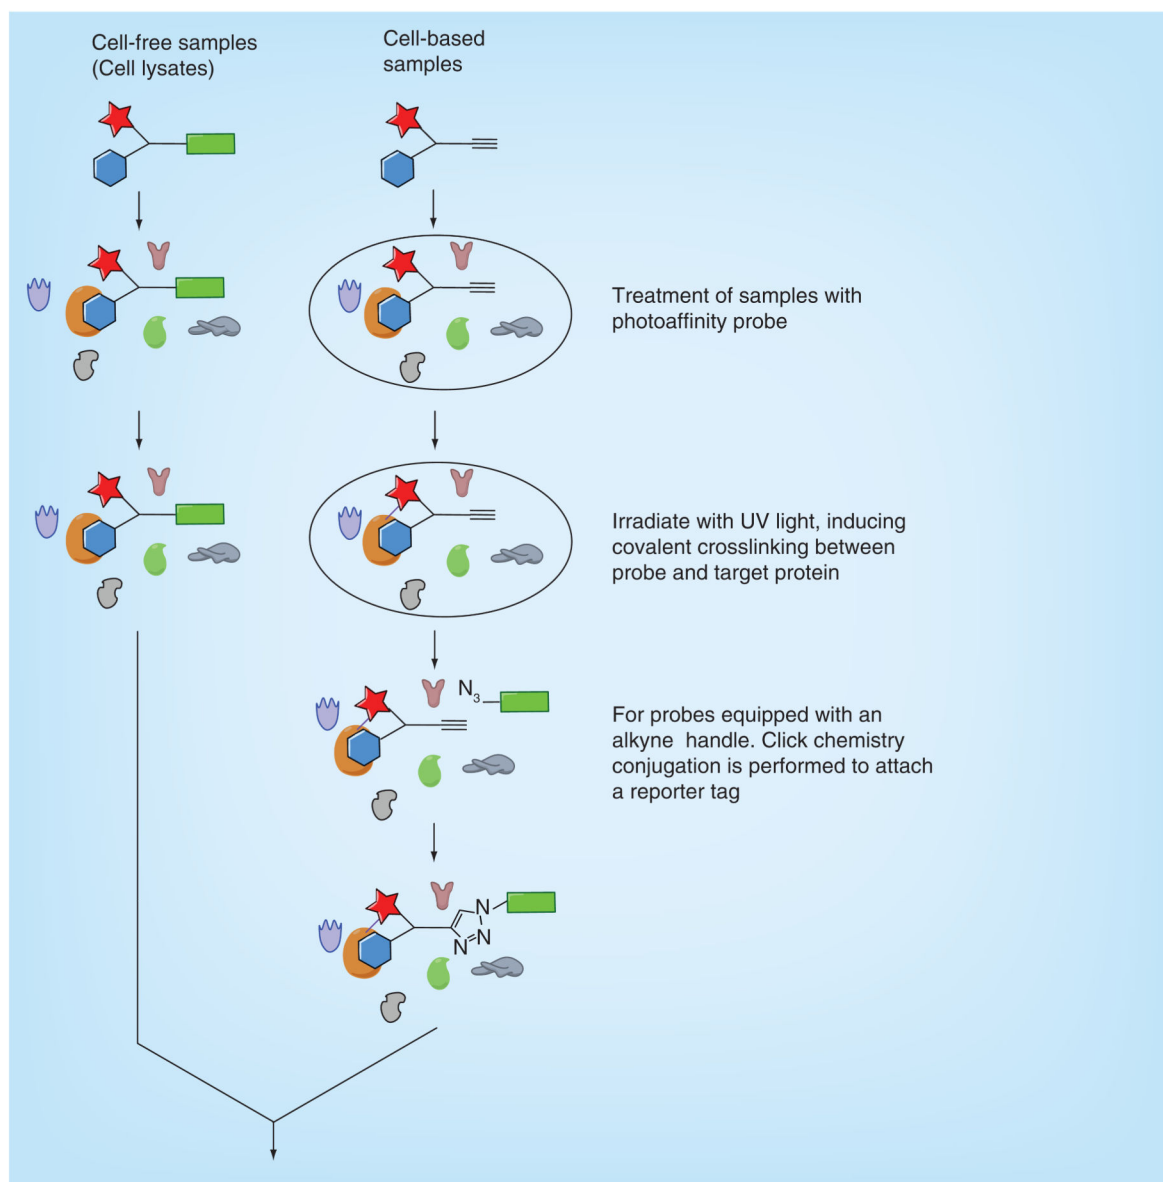 Cell-free samples
(Cell lysates)
Cell-based
samples
Treatment of samples with
photoaffinity probe
Irradiate with UV light, inducing
covalent crosslinking between
probe and target protein
N3
For probes equipped with an
alkyne handle. Click chemistry
conjugation is performed to attach
a reporter tag
N
N
N